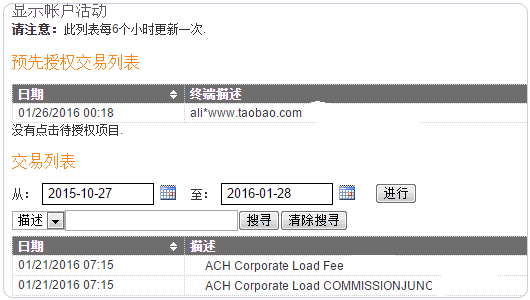 显示帐户活动
请注意：此列表每6个小时更新一次.
预先授权交易列表
日期 终端描述
01/26/2016 00:18 ali*www.taobao.com
没有点击待授权项目.
交易列表
从： 2015-10-27 至： 2016-01-28 进行
描述 搜寻 清除搜寻
日期 描述
01/21/2016 07:15 ACH Corporate Load Fee
01/21/2016 07:15 ACH Corporate Load COMMISSIONJUNC